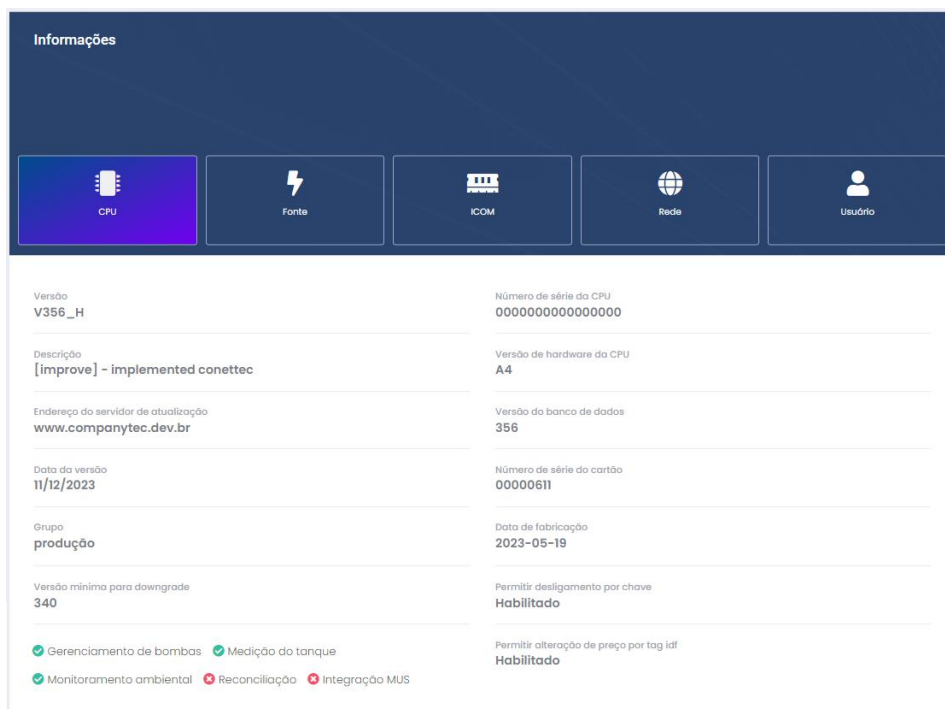 Informações
CPU
Fonte
ICOM
Rede
Usuário
Versão
V356_H
Descrição
[improve] - implemented conettec
Endereço do servidor de atualização
www.companytec.dev.br
Data da versão
11/12/2023
Grupo
produção
Versão minima para downgrade
340
Gerenciamento de bombas Medição do tanque
Monitoramento ambiental Reconciliação Integração MUS
Número de série da CPU
0000000000000000
Versão de hardware da CPU
A4
Versão do banco de dados
356
Número de série do cartão
00000611
Data de fabricação
2023-05-19
Permitir desligamento por chave
Habilitado
Permitir alteração de preço por tag idf
Habilitado